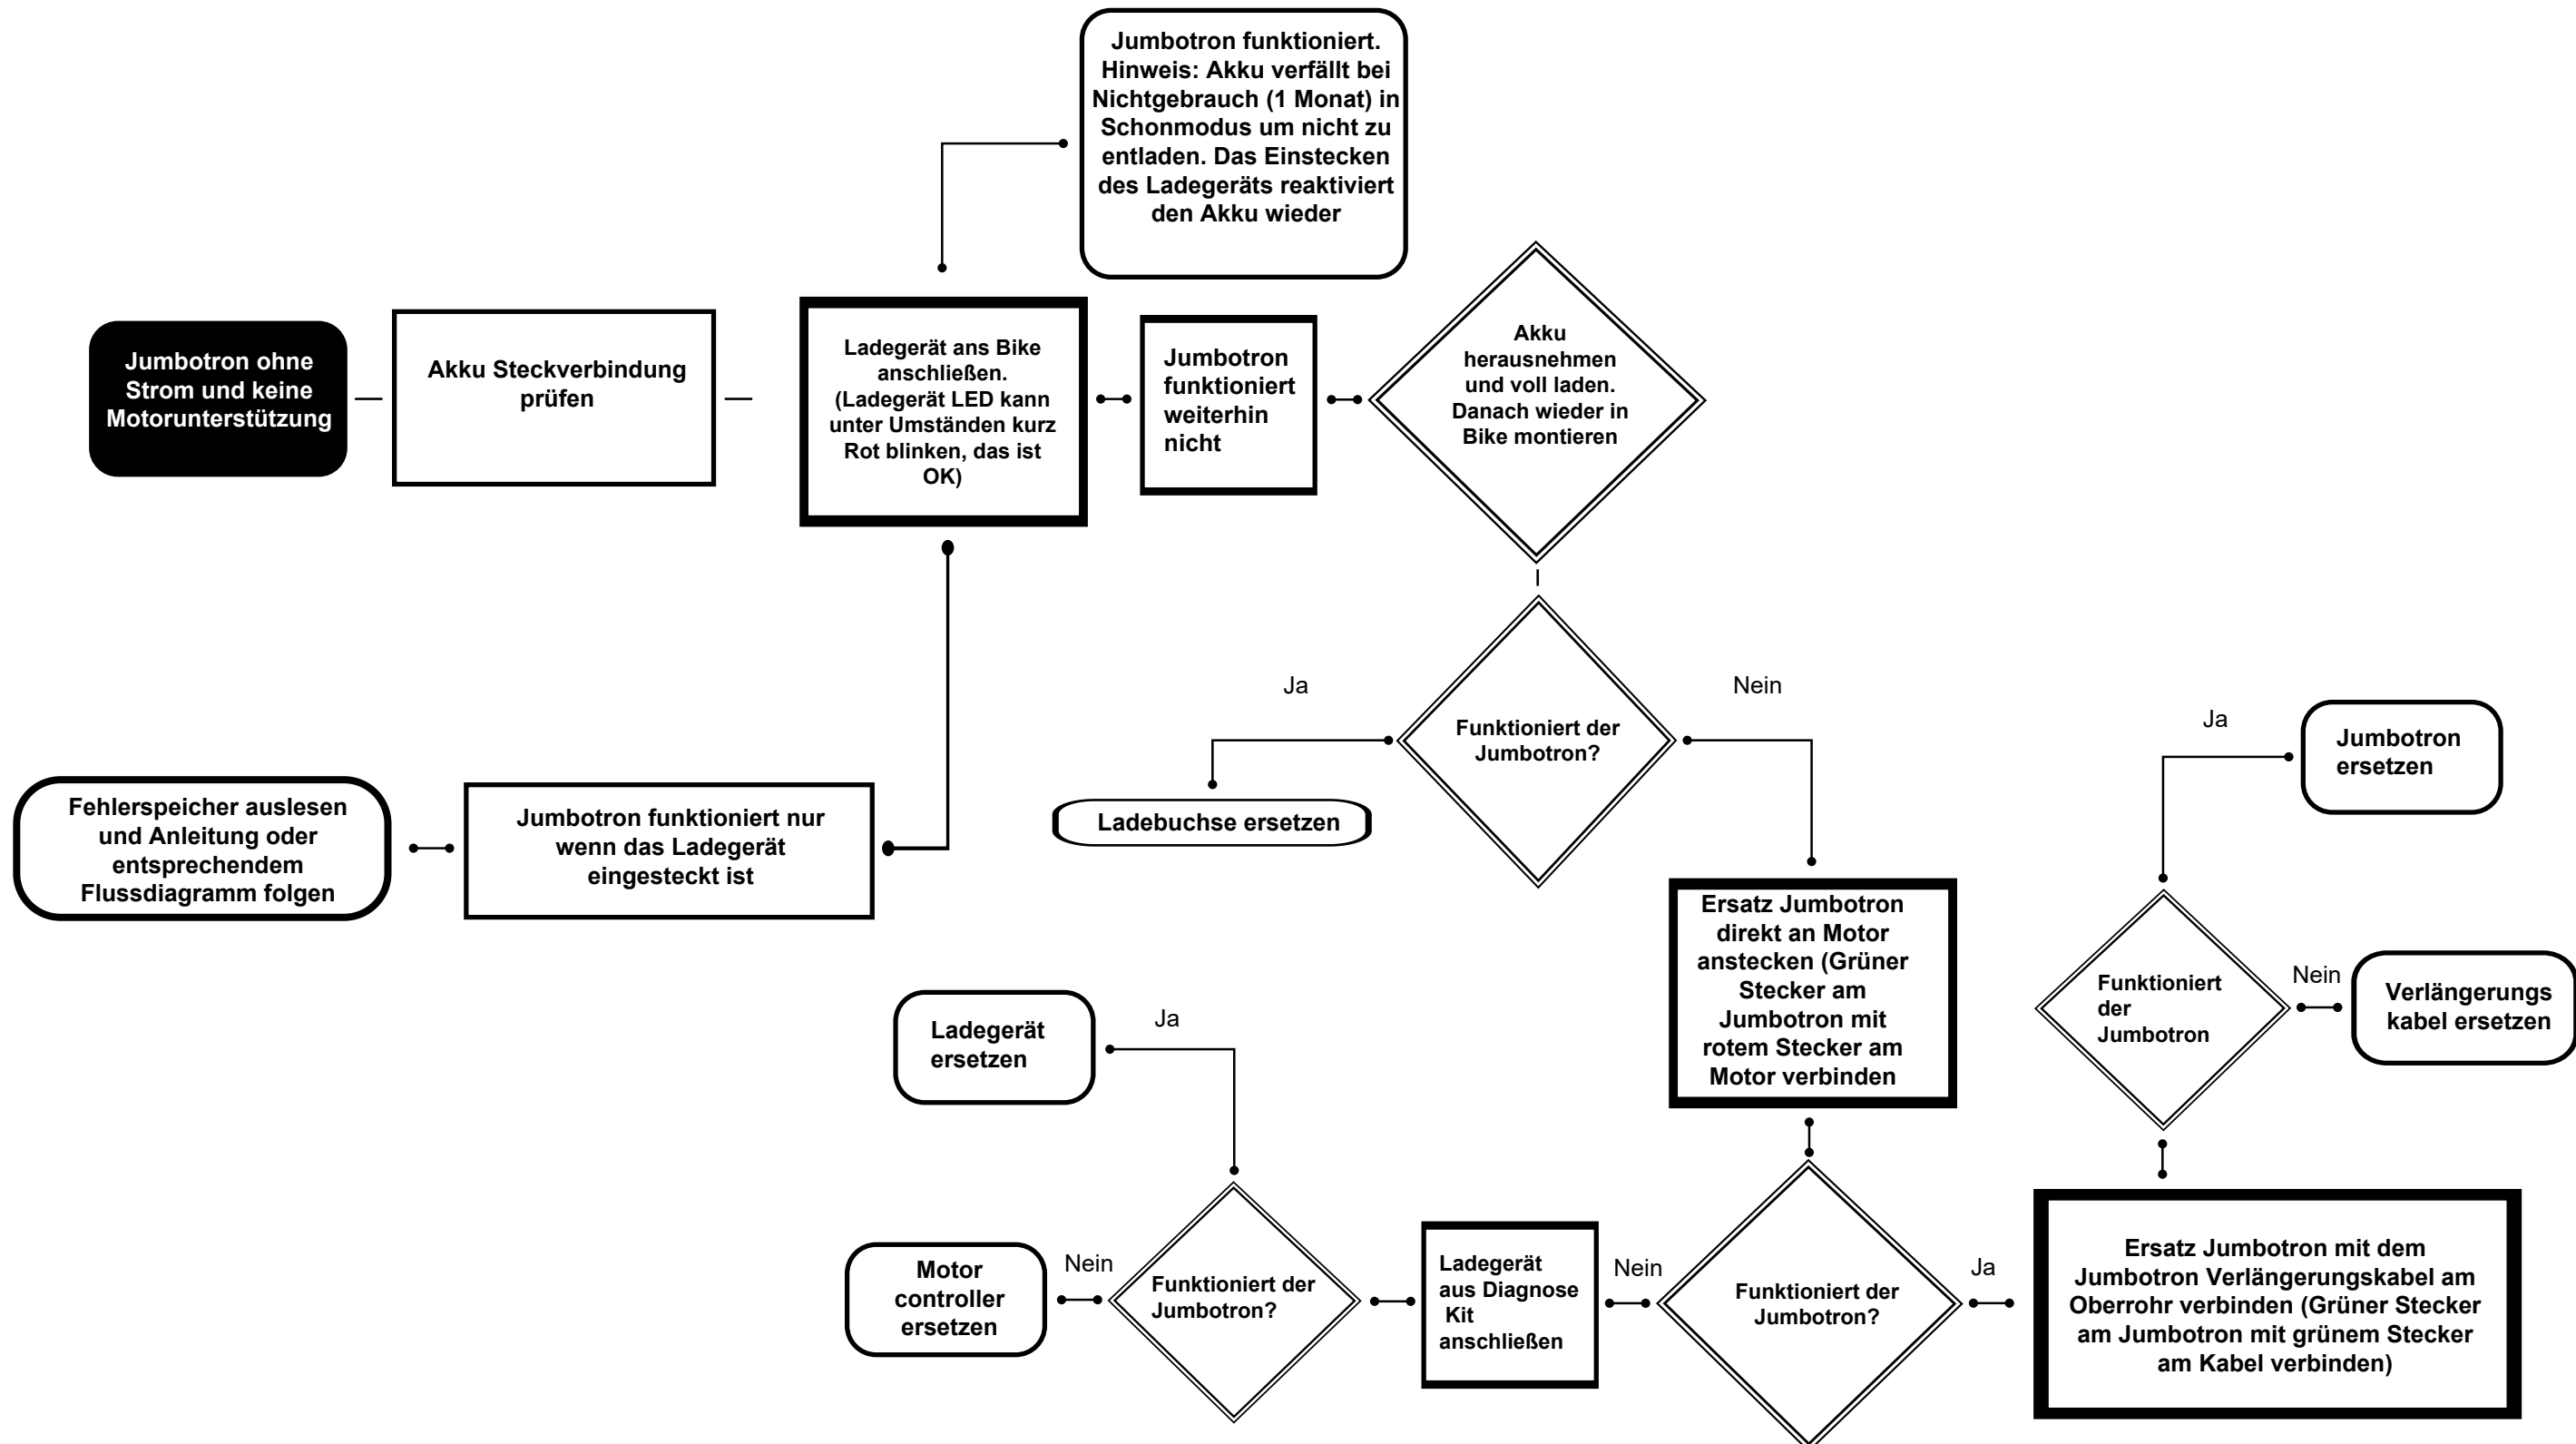 Jumbotron funktioniert.
Hinweis: Akku verfällt bei
Nichtgebrauch (1 Monat) in
Schonmodus um nicht zu
entladen. Das Einstecken
des Ladegeräts reaktiviert
den Akku wieder
Jumbotron ohne
Strom und keine
Motorunterstützung
Akku Steckverbindung
prüfen
Ladegerät ans Bike
anschließen.
(Ladegerät LED kann
unter Umständen kurz
Rot blinken, das ist
OK)
Jumbotron
funktioniert
weiterhin
nicht
Akku
herausnehmen
und voll laden.
Danach wieder in
Bike montieren
Ja
Funktioniert der
Jumbotron?
Nein
Ladebuchse ersetzen
Fehlerspeicher auslesen
und Anleitung oder
entsprechendem
Flussdiagramm folgen
Jumbotron funktioniert nur
wenn das Ladegerät
eingesteckt ist
Ersatz Jumbotron
direkt an Motor
anstecken (Grüner
Stecker am
Jumbotron mit
rotem Stecker am
Motor verbinden
Ja
Jumbotron
ersetzen
Funktioniert
der
Jumbotron
Nein
Verlängerungs
kabel ersetzen
Ladegerät
ersetzen
Ja
Motor
controller
ersetzen
Nein
Funktioniert der
Jumbotron?
Ladegerät
aus Diagnose
Kit
anschließen
Nein
Funktioniert der
Jumbotron?
Ja
Ersatz Jumbotron mit dem
Jumbotron Verlängerungskabel am
Oberrohr verbinden (Grüner Stecker
am Jumbotron mit grünem Stecker
am Kabel verbinden)